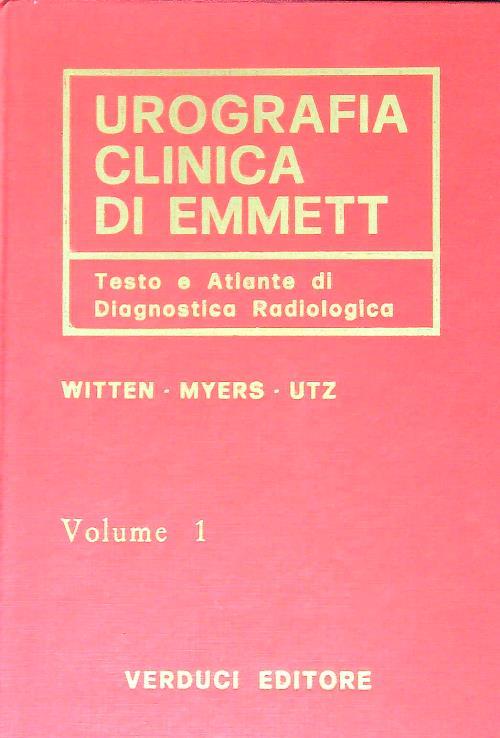 UROGRAFIA
CLINICA
DI EMMETT
Testo e Atlante di
Diagnostica Radiologica
WITTEN · MYERS · UTZ
Volume 1
VERDUCI EDITORE